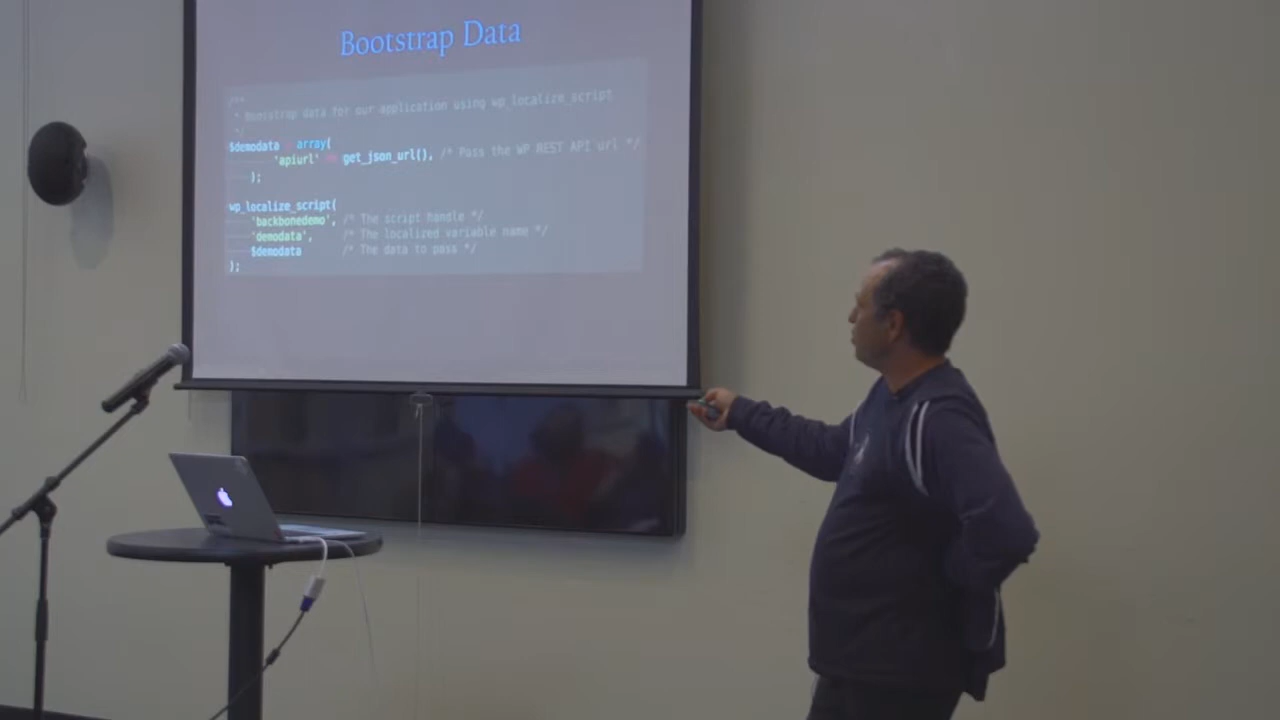 Bootstrap Data
/**
* Bootstrap data for our application using wp_localize_script
*/
$demodata = array(
'apiurl' => get_json_url(), /* Pass the WP REST API url */
);
wp_localize_script(
'backbonedemo', /* The script handle */
'demodata', /* The localized variable name */
$demodata /* The data to pass */
);